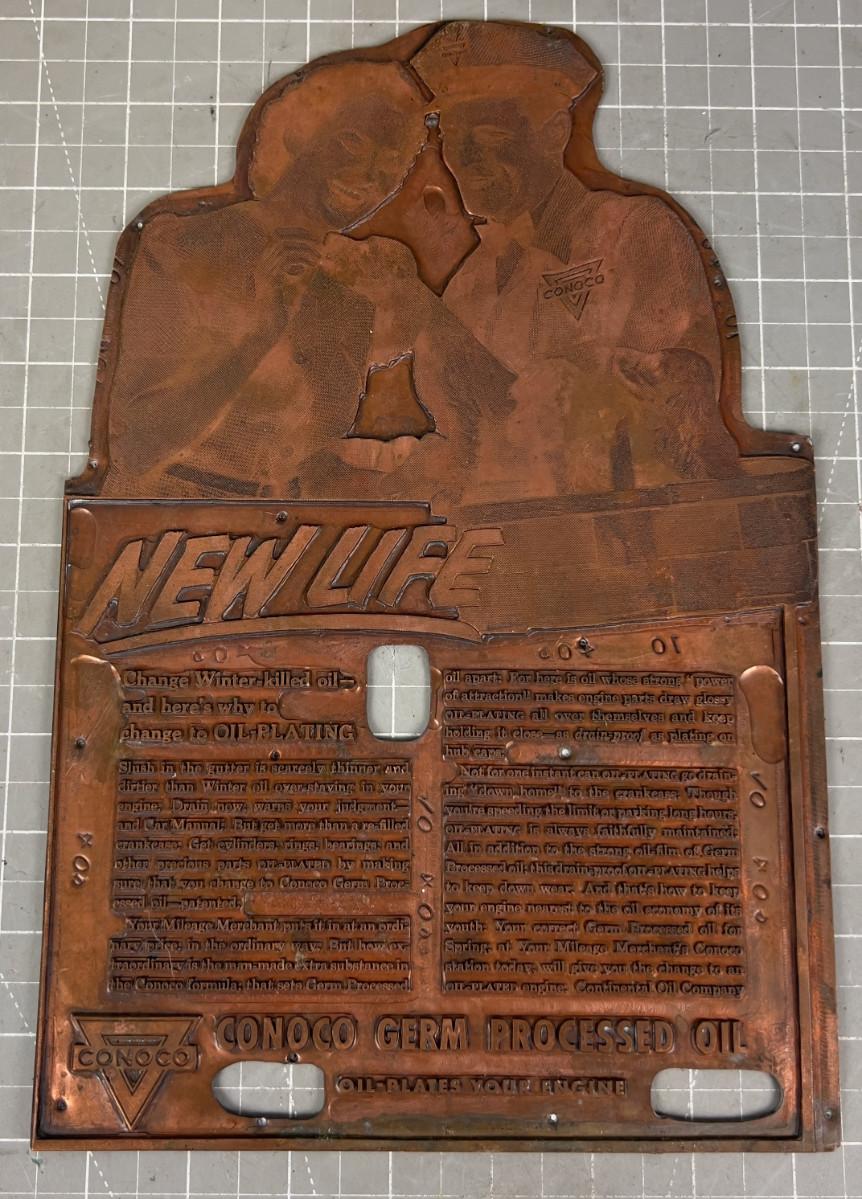 CONOCO
NEW LIFE
Change Winter-killed oil—
and here's why to
change to OIL-PLATING
Slush in the gutter is scarcely thinner and
dirtier than Winter oil over-staying in your
engine. Drain now, warns your judgment—
and Car Manual. But get more than a re-filled
crankcase. Get cylinders, rings, bearings, and
other precious parts OIL-PLATED by making
sure that you change to Conoco Germ Proc-
essed oil—patented.
Your Mileage Merchant puts it in at an ordi-
nary price, in the ordinary way. But how ex-
traordinary is the man-made extra substance in
the Conoco formula; that sets Germ Processed
oil apart: For here is oil whose strong "power
of attraction" makes engine parts draw glossy
OIL-PLATING all over themselves and keep
holding it close—as drain-proof as plating on
hub caps.
Not for one instant can OIL-PLATING go drain-
ing "down home" to the crankcase. Though
you're speeding the limit or parking long hours,
OIL-PLATING is always faithfully maintained.
All in addition to the strong oil-film of Germ
Processed oil; this drain-proof OIL-PLATING helps
to keep down wear. And that's how to keep
your engine nearest to the oil economy of its
youth. Your correct Germ Processed oil for
Spring, at Your Mileage Merchant's Conoco
station today, will give you the change to an
OIL-PLATED engine. Continental Oil Company
CONOCO
CONOCO GERM PROCESSED OIL
OIL-PLATES YOUR ENGINE